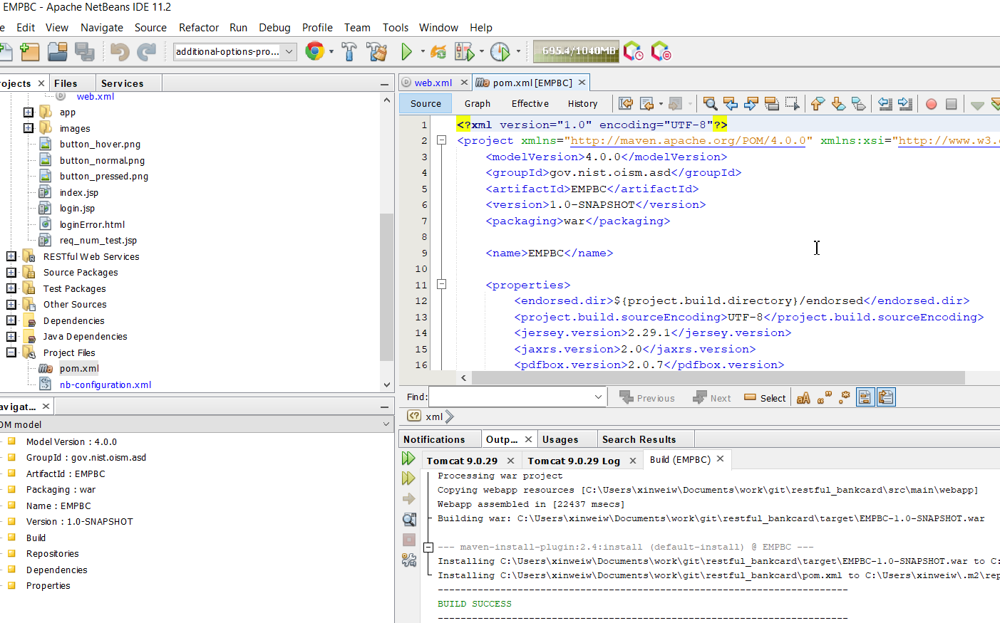 EMPBC - Apache NetBeans IDE 11.2
e Edit View Navigate Source Refactor Run Debug Profile Team Tools Window Help
additional-options-pro...
695.4/1040MB
ojects Files Services
web.xml
app
images
button_hover.png
button_normal.png
button_pressed.png
index.jsp
login.jsp
loginError.html
req_num_test.jsp
RESTful Web Services
Source Packages
Test Packages
Other Sources
Dependencies
Java Dependencies
Project Files
pom.xml
nb-configuration.xml
avigat...
OM model
Model Version : 4.0.0
GroupId : gov.nist.oism.asd
ArtifactId : EMPBC
Packaging : war
Name : EMPBC
Version : 1.0-SNAPSHOT
Build
Repositories
Dependencies
Properties
web.xml pom.xml [EMPBC]
Source Graph Effective History
1 <?xml version="1.0" encoding="UTF-8"?>
2 <project xmlns="http://maven.apache.org/POM/4.0.0" xmlns:xsi="http://www.w3.
3 <modelVersion>4.0.0</modelVersion>
4 <groupId>gov.nist.oism.asd</groupId>
5 <artifactId>EMPBC</artifactId>
6 <version>1.0-SNAPSHOT</version>
7 <packaging>war</packaging>
8
9 <name>EMPBC</name>
10
11 <properties>
12 <endorsed.dir>${project.build.directory}/endorsed</endorsed.dir>
13 <project.build.sourceEncoding>UTF-8</project.build.sourceEncoding>
14 <jersey.version>2.29.1</jersey.version>
15 <jaxrs.version>2.0</jaxrs.version>
16 <pdfbox.version>2.0.7</pdfbox.version>
Find: Previous Next Select
xml
Notifications Outp... Usages Search Results
Tomcat 9.0.29 Tomcat 9.0.29 Log Build (EMPBC)
Processing war project
Copying webapp resources [C:\Users\xinweiw\Documents\work\git\restful_bankcard\src\main\webapp]
Webapp assembled in [22437 msecs]
Building war: C:\Users\xinweiw\Documents\work\git\restful_bankcard\target\EMPBC-1.0-SNAPSHOT.war
--- maven-install-plugin:2.4:install (default-install) @ EMPBC ---
Installing C:\Users\xinweiw\Documents\work\git\restful_bankcard\target\EMPBC-1.0-SNAPSHOT.war to C:
Installing C:\Users\xinweiw\Documents\work\git\restful_bankcard\pom.xml to C:\Users\xinweiw\.m2\rep
------------------------------------------------------------------------
BUILD SUCCESS
------------------------------------------------------------------------